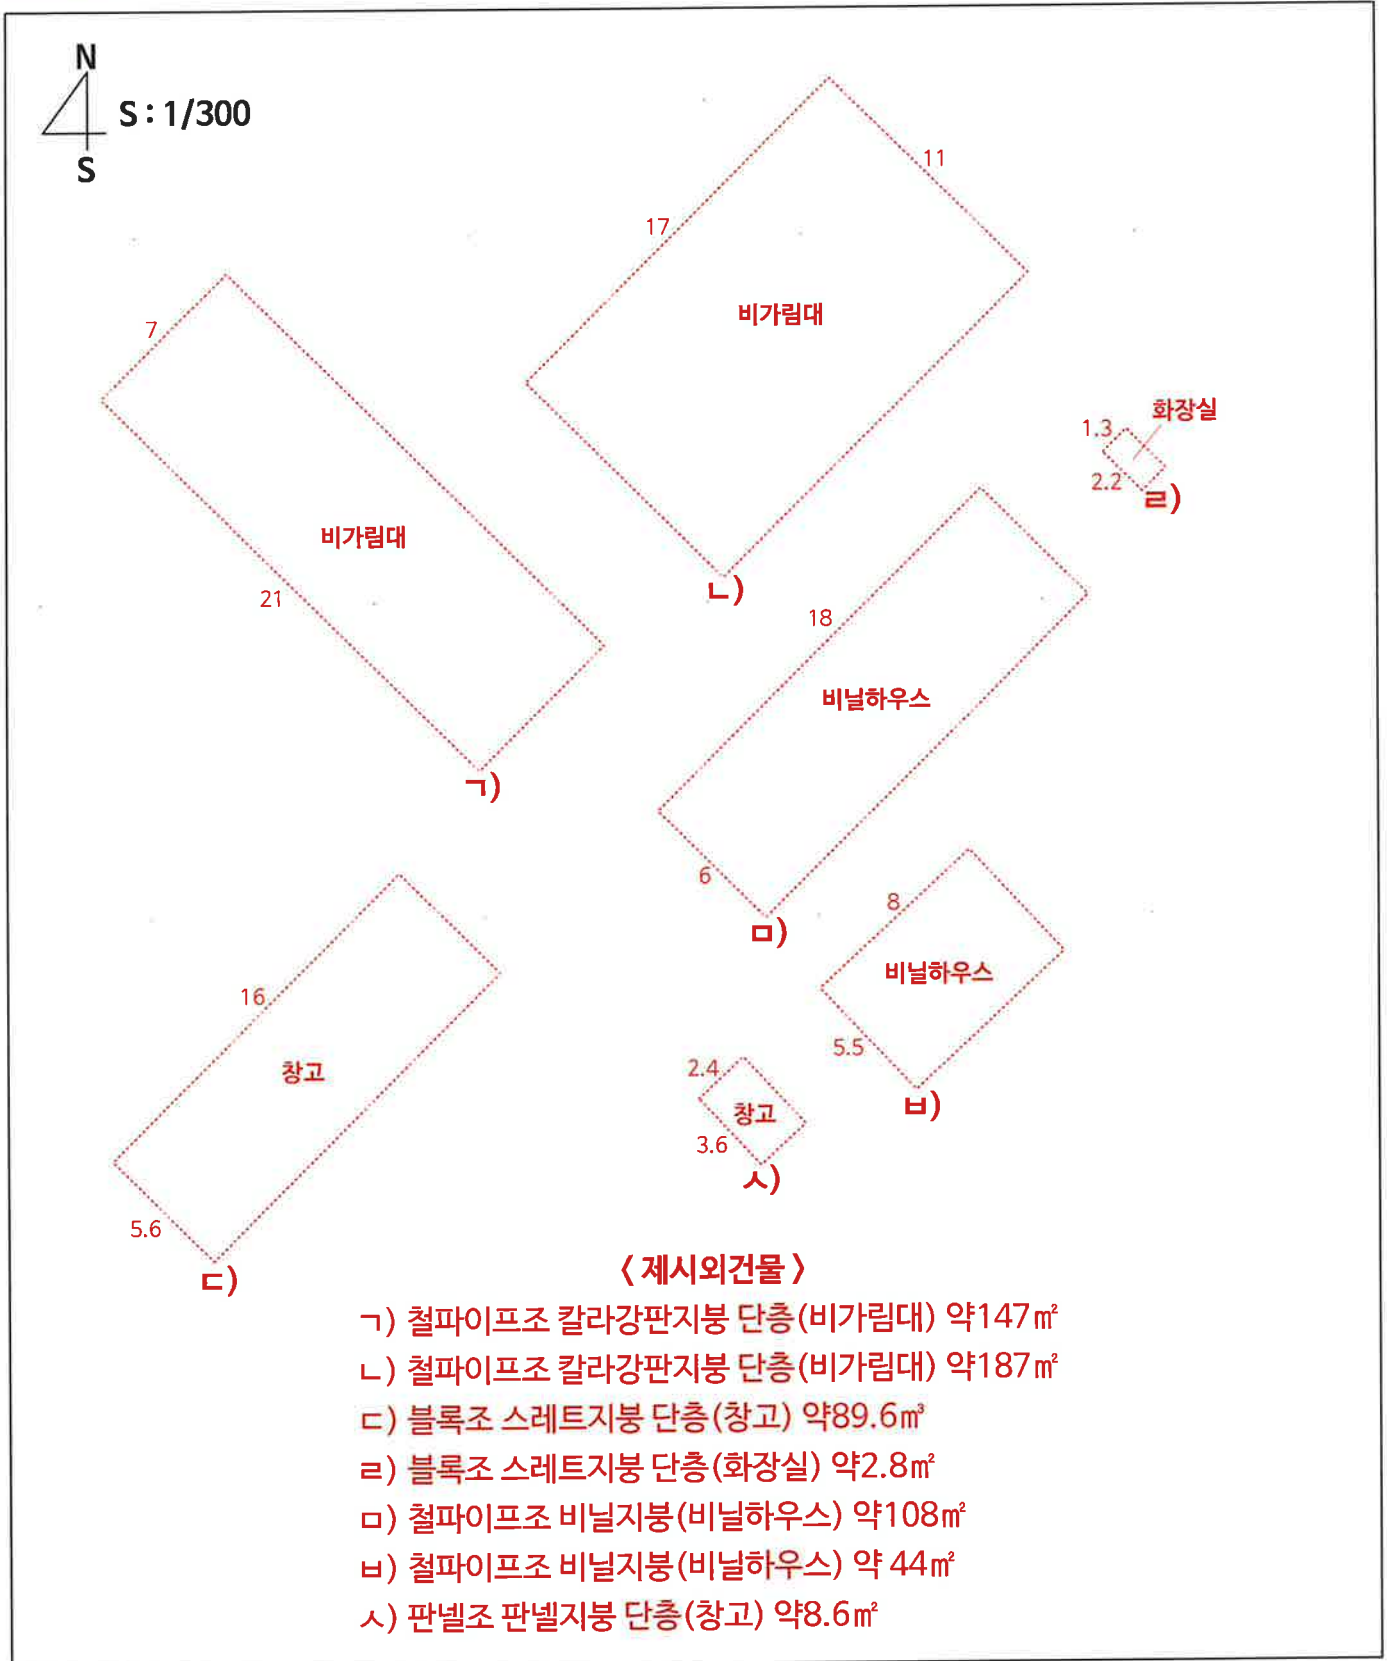 N
S : 1/300
S
11
17
비가림대
7
화장실
1.3
2.2
ㄹ)
비가림대
21
ㄴ)
18
비닐하우스
ㄱ)
6
ㅁ)
8
비닐하우스
16
5.5
창고
2.4
창고
ㅂ)
3.6
ㅅ)
5.6
ㄷ)
< 제시외건물 >
ㄱ) 철파이프조 칼라강판지붕 단층(비가림대) 약147㎡
ㄴ) 철파이프조 칼라강판지붕 단층(비가림대) 약187㎡
ㄷ) 블록조 스레트지붕 단층(창고) 약89.6㎥
ㄹ) 블록조 스레트지붕 단층(화장실) 약2.8㎡
ㅁ) 철파이프조 비닐지붕(비닐하우스) 약108㎡
ㅂ) 철파이프조 비닐지붕(비닐하우스) 약 44㎡
ㅅ) 판넬조 판넬지붕 단층(창고) 약8.6㎡